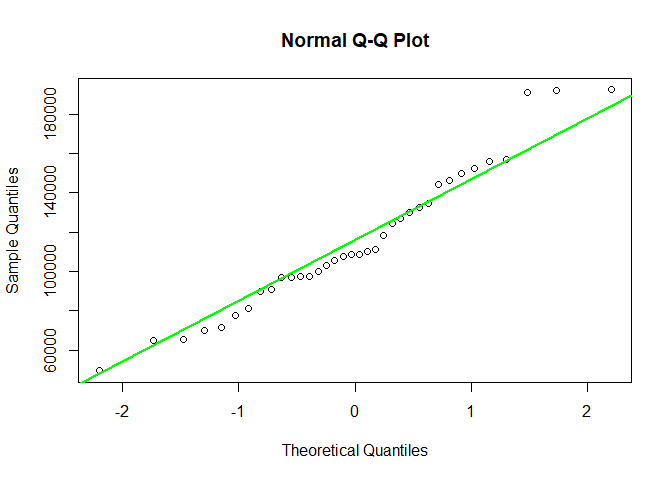 Normal Q-Q Plot
Sample Quantiles
180000
140000
100000
60000
-2 -1 0 1 2
Theoretical Quantiles